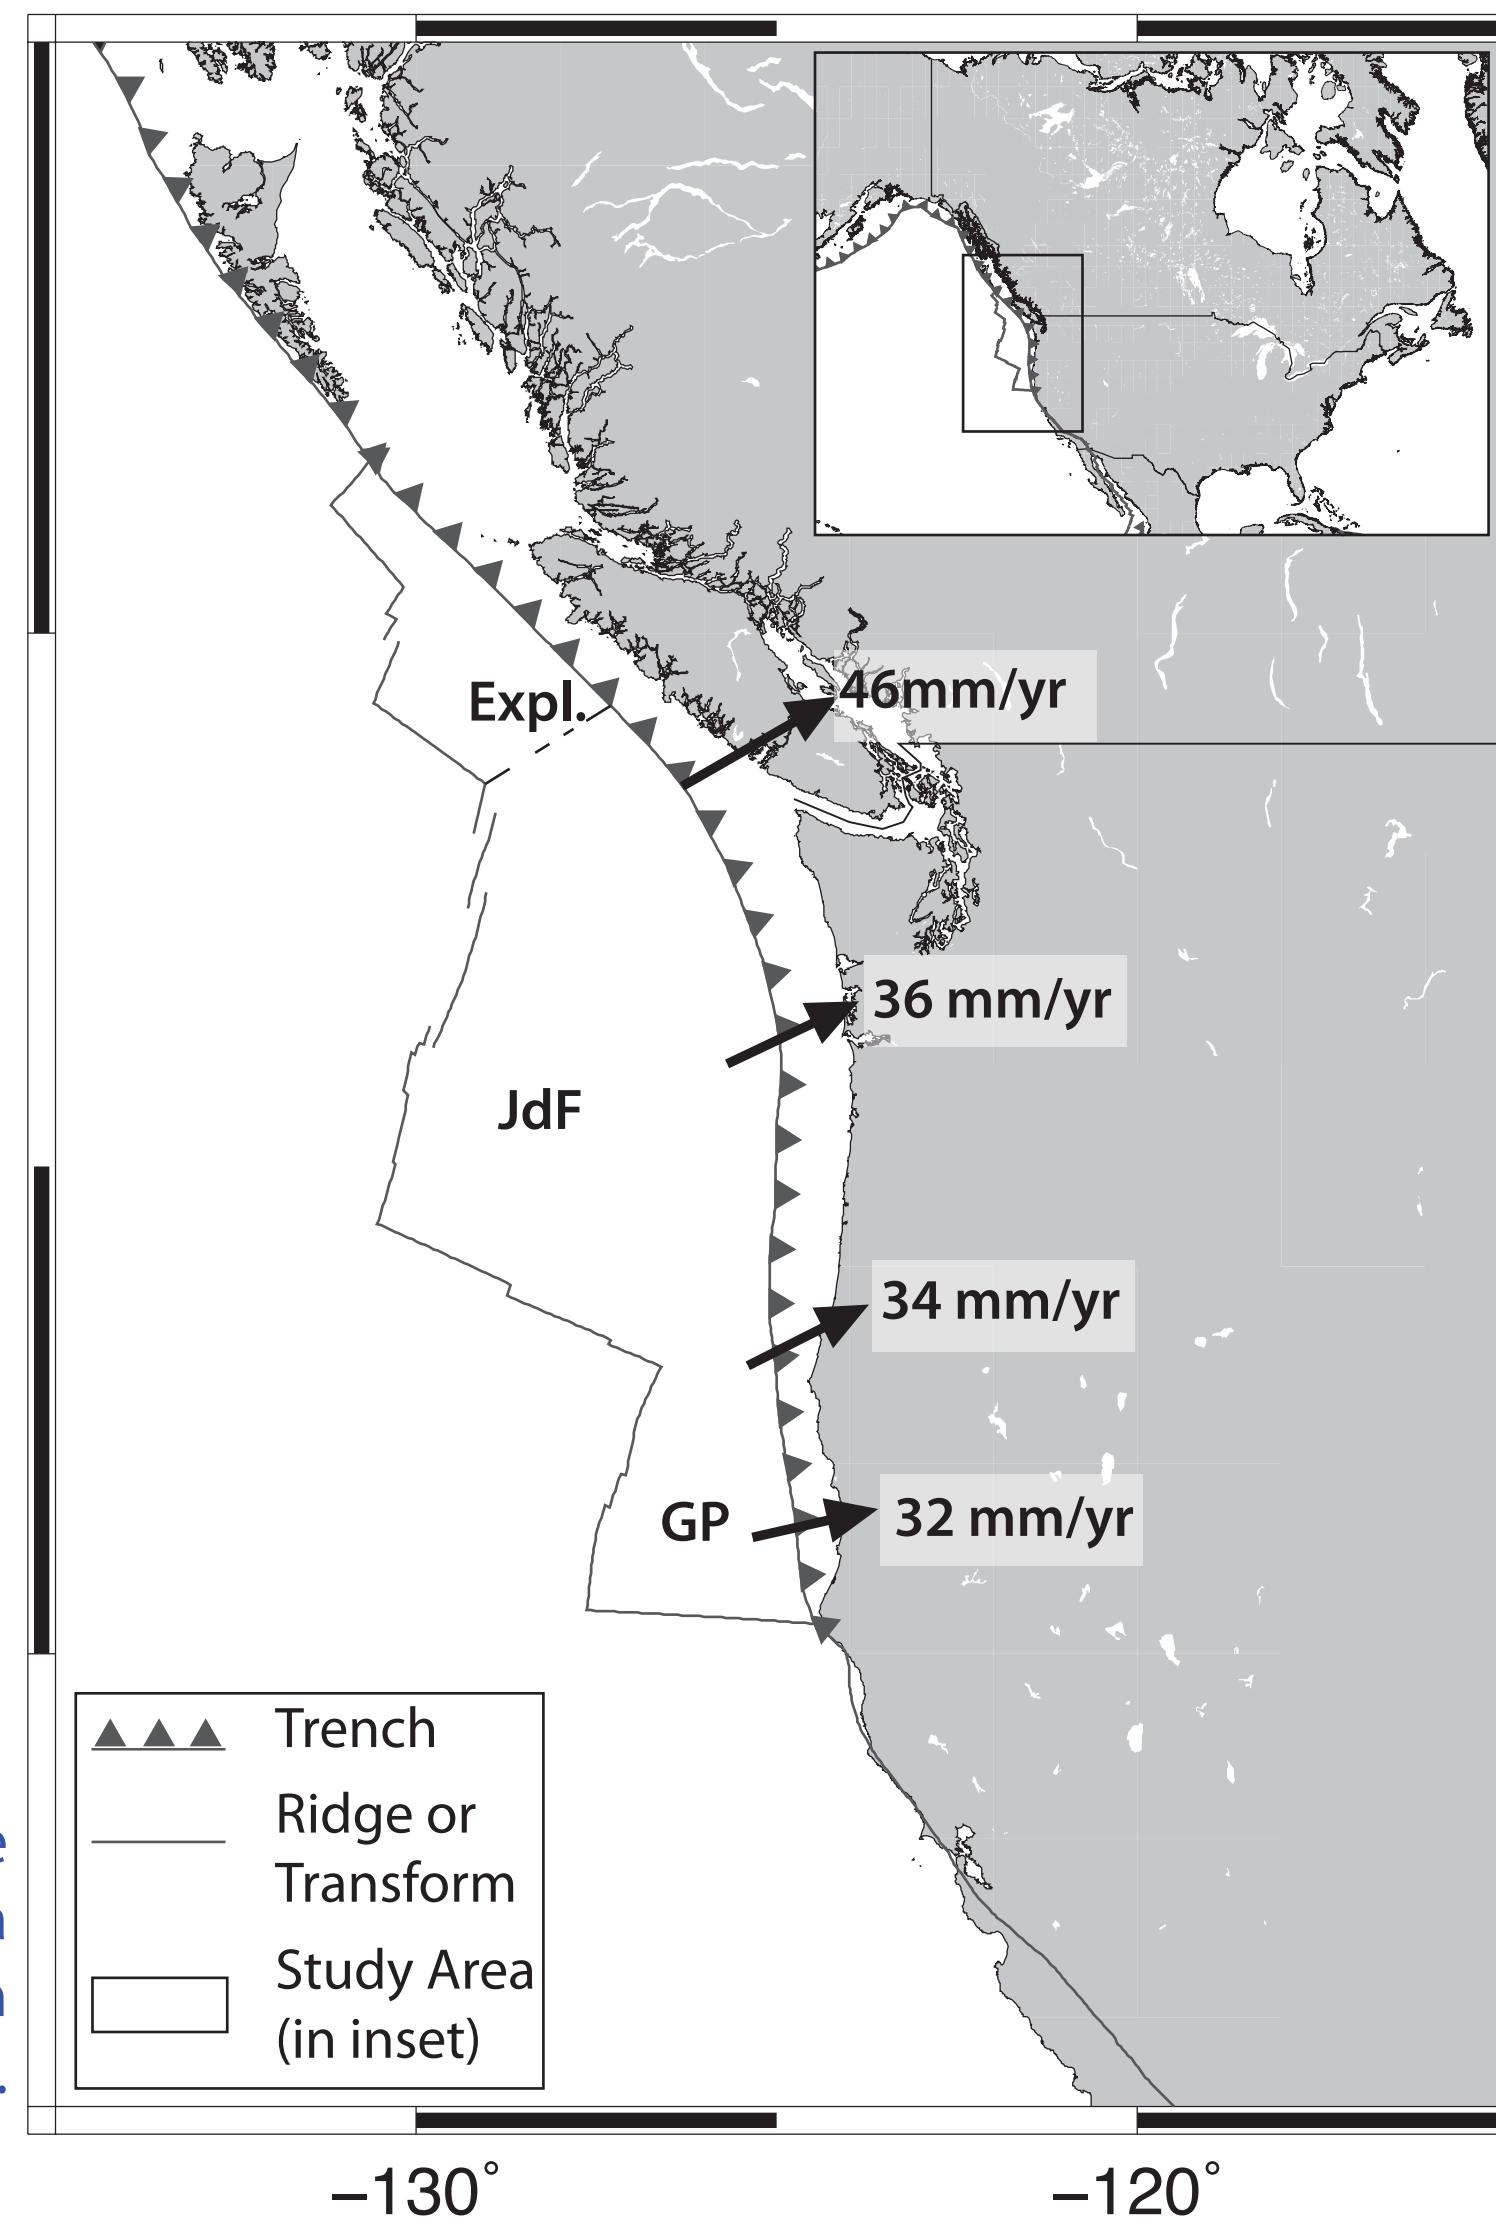 46mm/yr
Expl.
36 mm/yr
JdF
34 mm/yr
GP
32 mm/yr
Trench
Ridge or
Transform
Study Area
(in inset)
−130°
−120°